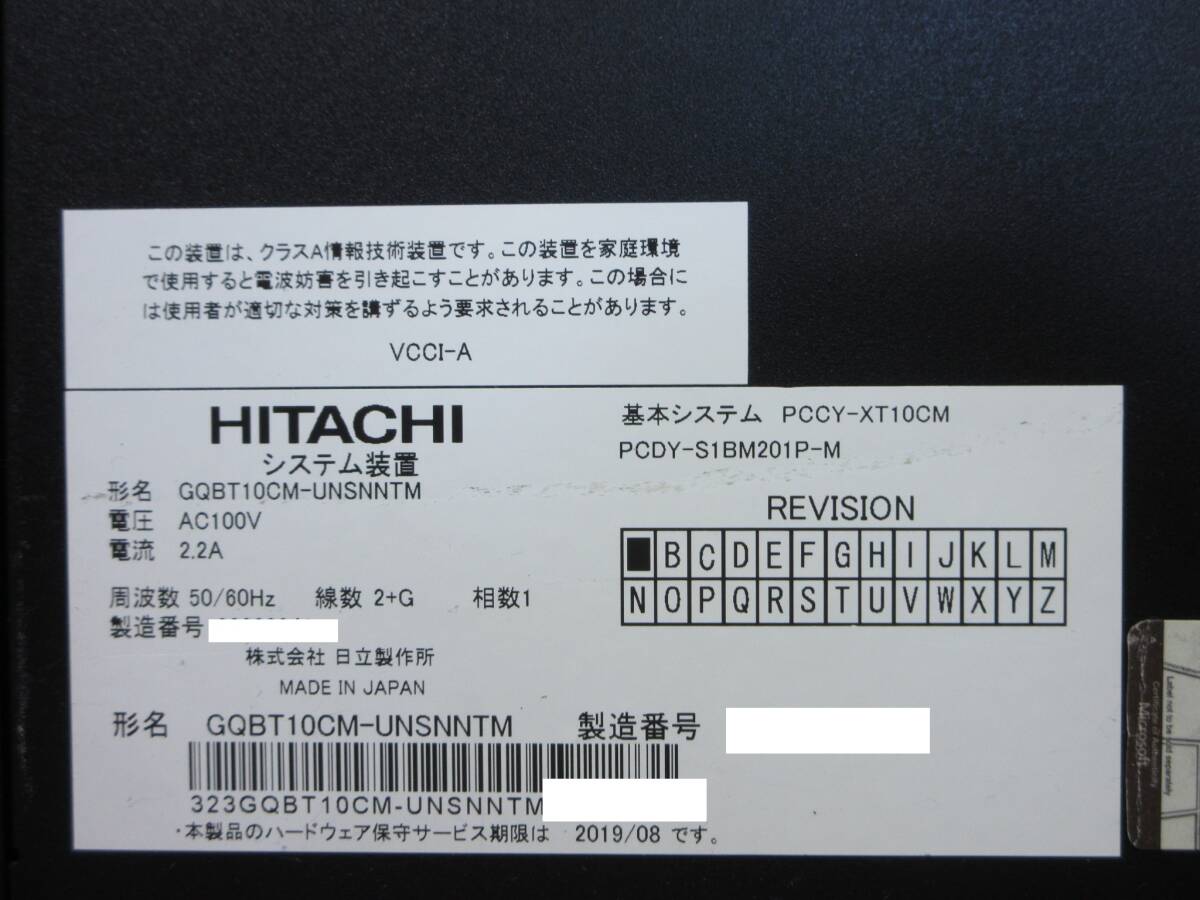 この装置は、クラスA情報技術装置です。この装置を家庭環境
で使用すると電波妨害を引き起こすことがあります。この場合に
は使用者が適切な対策を講ずるよう要求されることがあります。
VCCI-A
HITACHI
システム装置
形名 GQBT10CM-UNSNNTM
電圧 AC100V
電流 2.2A
周波数 50/60Hz 線数 2+G 相数1
製造番号
株式会社 日立製作所
MADE IN JAPAN
基本システム PCCY-XT10CM
PCDY-S1BM201P-M
REVISION
■ B C D E F G H I J K L M
N O P Q R S T U V W X Y Z
形名 GQBT10CM-UNSNNTM 製造番号
323GQBT10CM-UNSNNTM
・本製品のハードウェア保守サービス期限は 2019/08 です。
Label not to be sold separately
Certificate of Authenticity
Microsoft